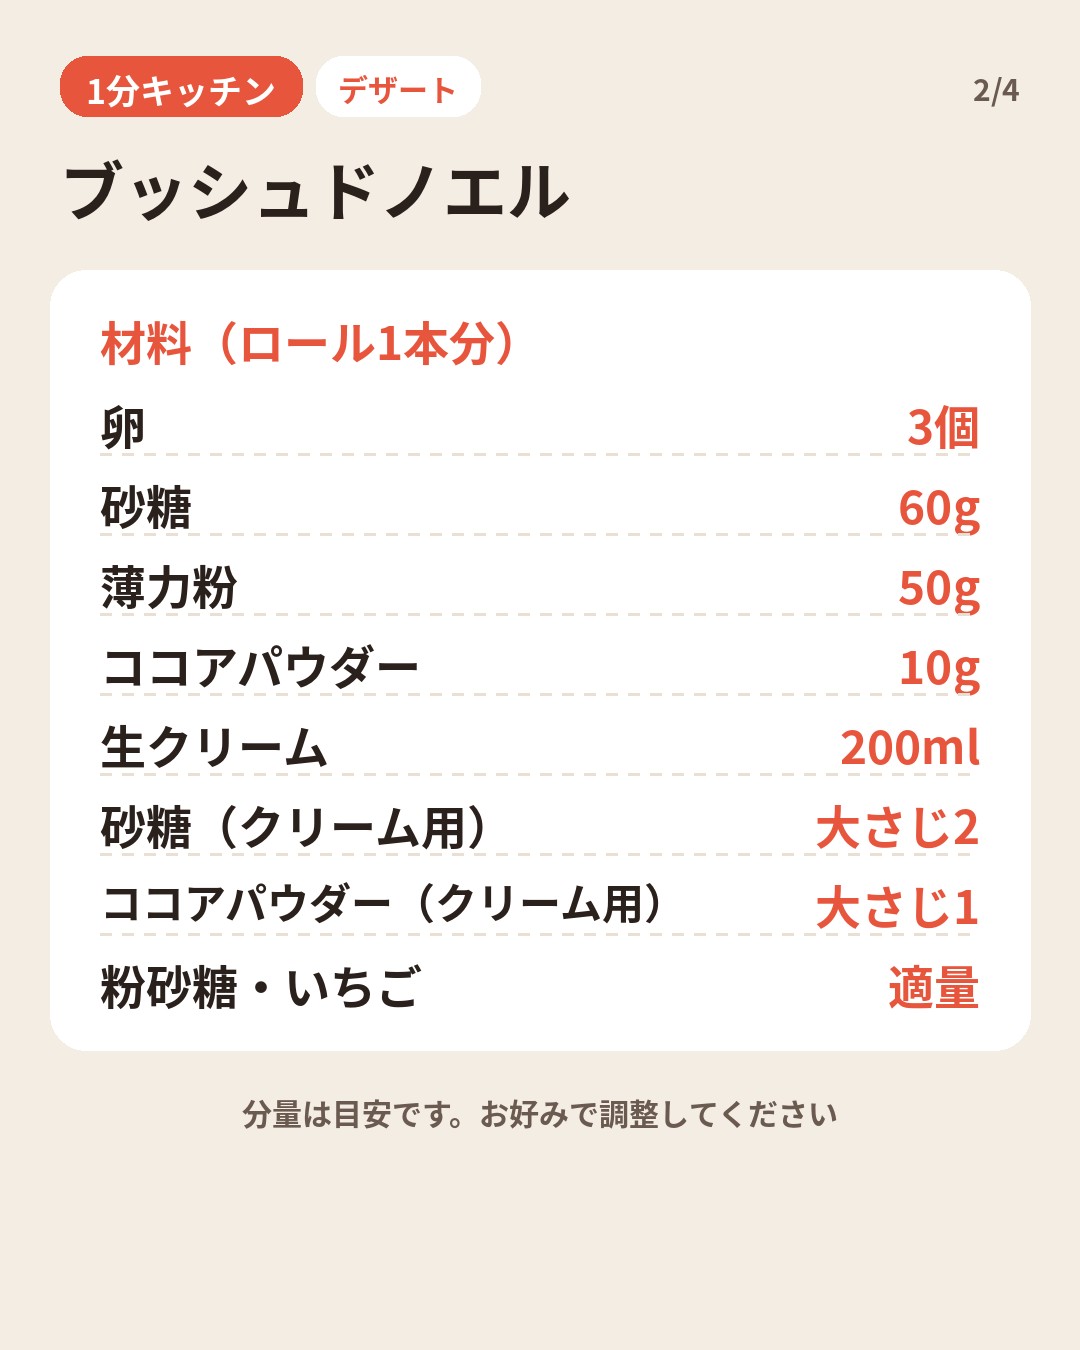 1分キッチン デザート 2/4
ブッシュドノエル
材料（ロール1本分）
卵 3個
砂糖 60g
薄力粉 50g
ココアパウダー 10g
生クリーム 200ml
砂糖（クリーム用） 大さじ2
ココアパウダー（クリーム用） 大さじ1
粉砂糖・いちご 適量
分量は目安です。お好みで調整してください